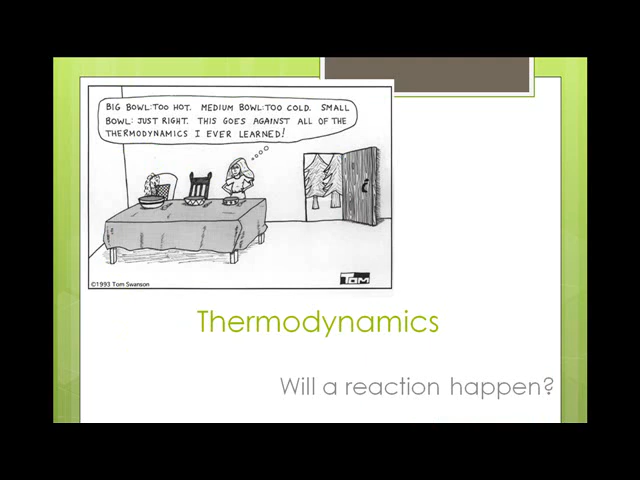 BIG BOWL: TOO HOT. MEDIUM BOWL: TOO COLD. SMALL
BOWL: JUST RIGHT. THIS GOES AGAINST ALL OF THE
THERMODYNAMICS I EVER LEARNED!
©1993 Tom Swanson
TOM
Thermodynamics
Will a reaction happen?